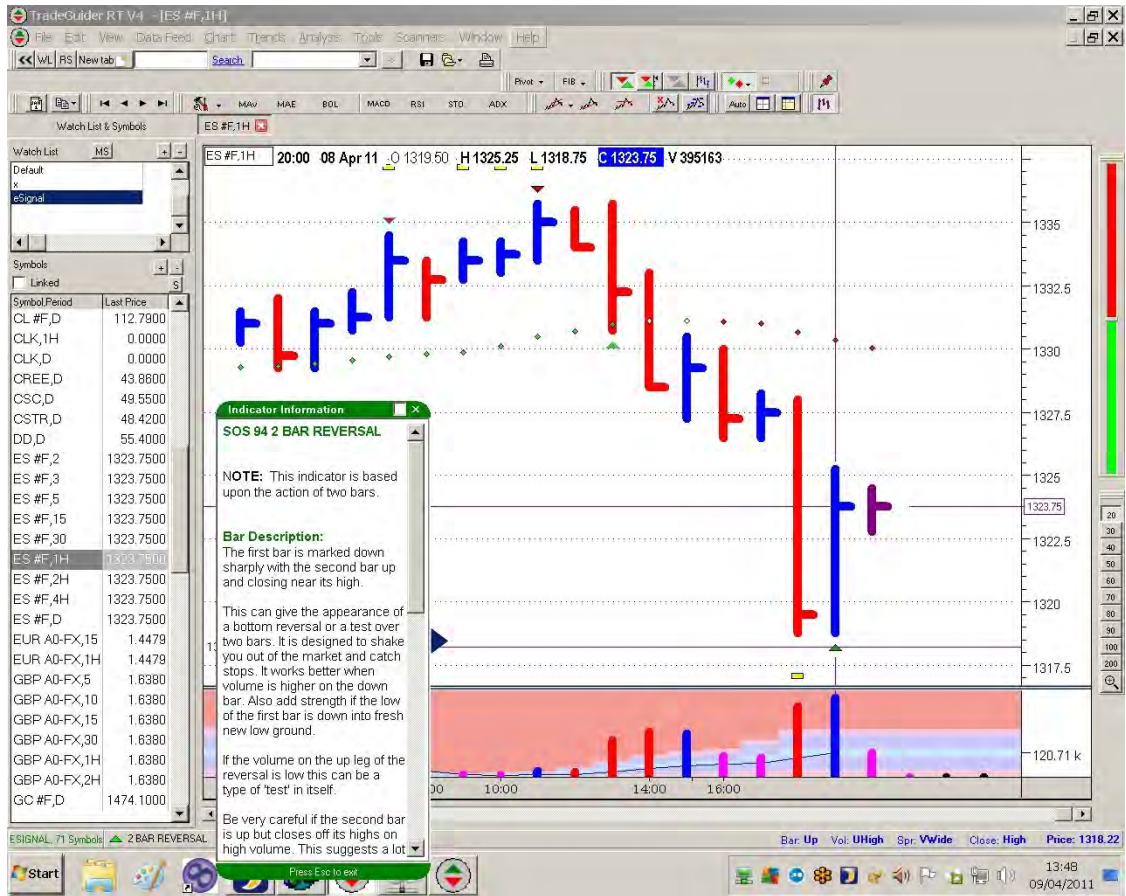 TradeGuider RT V4 - [ES #F,1H]
File Edit View Data Feed Chart Trends Analysis Tools Scanners Window Help
<< WL RS New tab Search
Pivot FIB
MAV MAE BOL MACD RSI STO ADX Auto
Watch List & Symbols ES #F,1H
Watch List MS + -
Default
x
eSignal
Symbols + -
Linked S
Symbol,Period Last Price
CL #F,D 112.7900
CLK,1H 0.0000
CLK,D 0.0000
CREE,D 43.8600
CSC,D 49.5500
CSTR,D 48.4200
DD,D 55.4000
ES #F,2 1323.7500
ES #F,3 1323.7500
ES #F,5 1323.7500
ES #F,15 1323.7500
ES #F,30 1323.7500
ES #F,1H 1323.7500
ES #F,2H 1323.7500
ES #F,4H 1323.7500
ES #F,D 1323.7500
EUR A0-FX,15 1.4479
EUR A0-FX,1H 1.4479
GBP A0-FX,5 1.6380
GBP A0-FX,10 1.6380
GBP A0-FX,15 1.6380
GBP A0-FX,30 1.6380
GBP A0-FX,1H 1.6380
GBP A0-FX,2H 1.6380
GC #F,D 1474.1000
ES #F,1H 20:00 08 Apr 11 O 1319.50 H 1325.25 L 1318.75 C 1323.75 V 395163
1335
1332.5
1330
1327.5
1325
1323.75
1322.5
1320
1317.5
120.71 k
10:00 14:00 16:00
20
30
40
50
60
70
80
90
100
200
Indicator Information
SOS 94 2 BAR REVERSAL
NOTE: This indicator is based
upon the action of two bars.
Bar Description:
The first bar is marked down
sharply with the second bar up
and closing near its high.
This can give the appearance of
a bottom reversal or a test over
two bars. It is designed to shake
you out of the market and catch
stops. It works better when
volume is higher on the down
bar. Also add strength if the low
of the first bar is down into fresh
new low ground.
If the volume on the up leg of the
reversal is low this can be a
type of 'test' in itself.
Be very careful if the second bar
is up but closes off its highs on
high volume. This suggests a lot
Press Esc to exit
ESIGNAL, 71 Symbols 2 BAR REVERSAL Bar: Up Vol: UHigh Spr: VWide Close: High Price: 1318.22
Start
13:48
09/04/2011